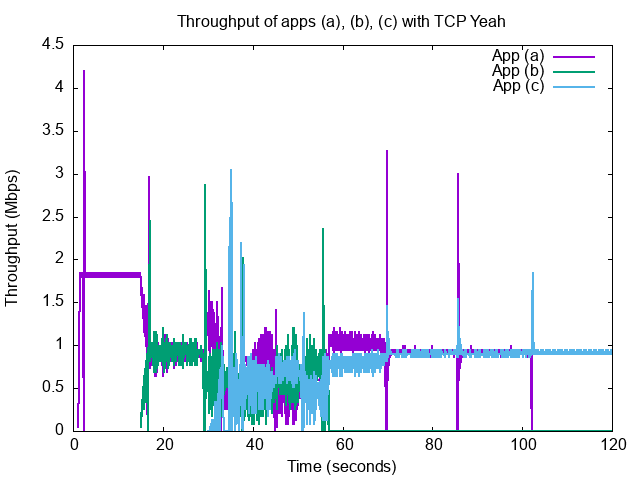 Throughput of apps (a), (b), (c) with TCP Yeah
Throughput (Mbps)
4.5
4
3.5
3
2.5
2
1.5
1
0.5
0
App (a)
App (b)
App (c)
0 20 40 60 80 100 120
Time (seconds)